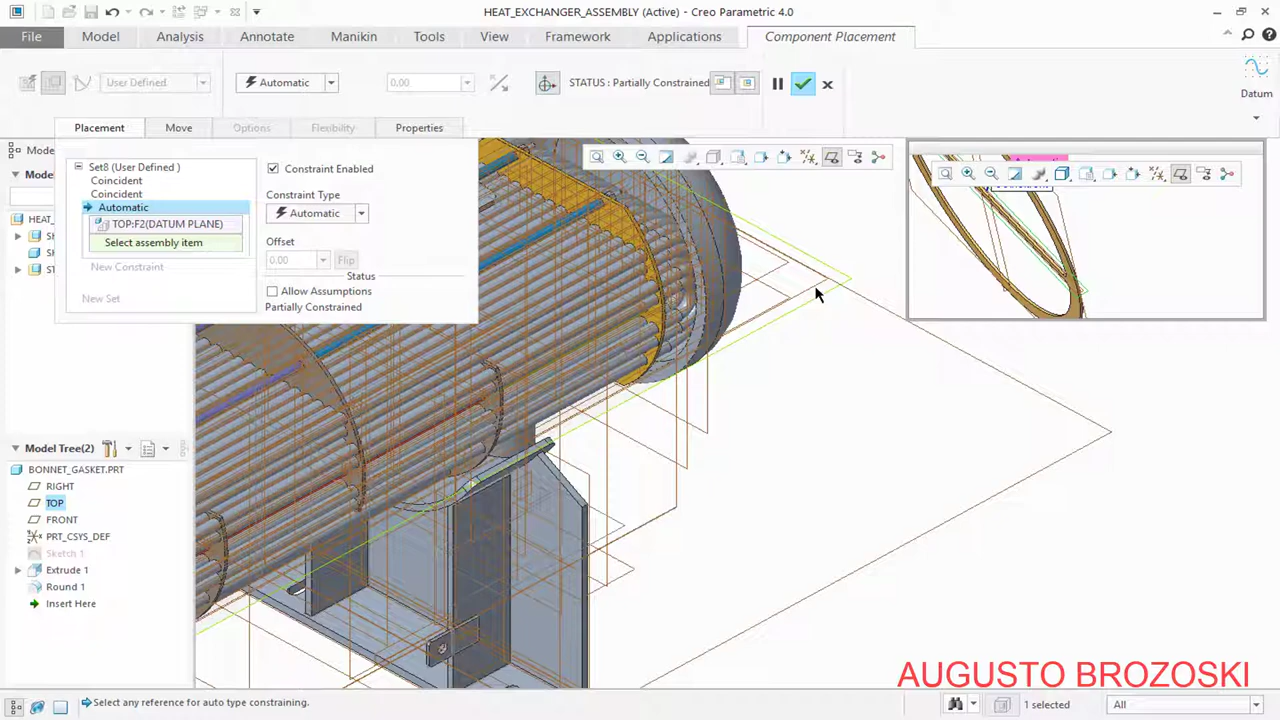 HEAT_EXCHANGER_ASSEMBLY (Active) - Creo Parametric 4.0
File Model Analysis Annotate Manikin Tools View Framework Applications Component Placement
User Defined Automatic 0.00 STATUS : Partially Constrained
Datum
Placement Move Options Flexibility Properties
Set8 (User Defined )
Coincident
Coincident
Automatic
TOP:F2(DATUM PLANE)
Select assembly item
New Constraint
New Set
Constraint Enabled
Constraint Type
Automatic
Offset
0.00 Flip
Status
Allow Assumptions
Partially Constrained
Model Tree(2)
BONNET_GASKET.PRT
RIGHT
TOP
FRONT
PRT_CSYS_DEF
Sketch 1
Extrude 1
Round 1
Insert Here
AUGUSTO BROZOSKI
Select any reference for auto type constraining.
1 selected
All